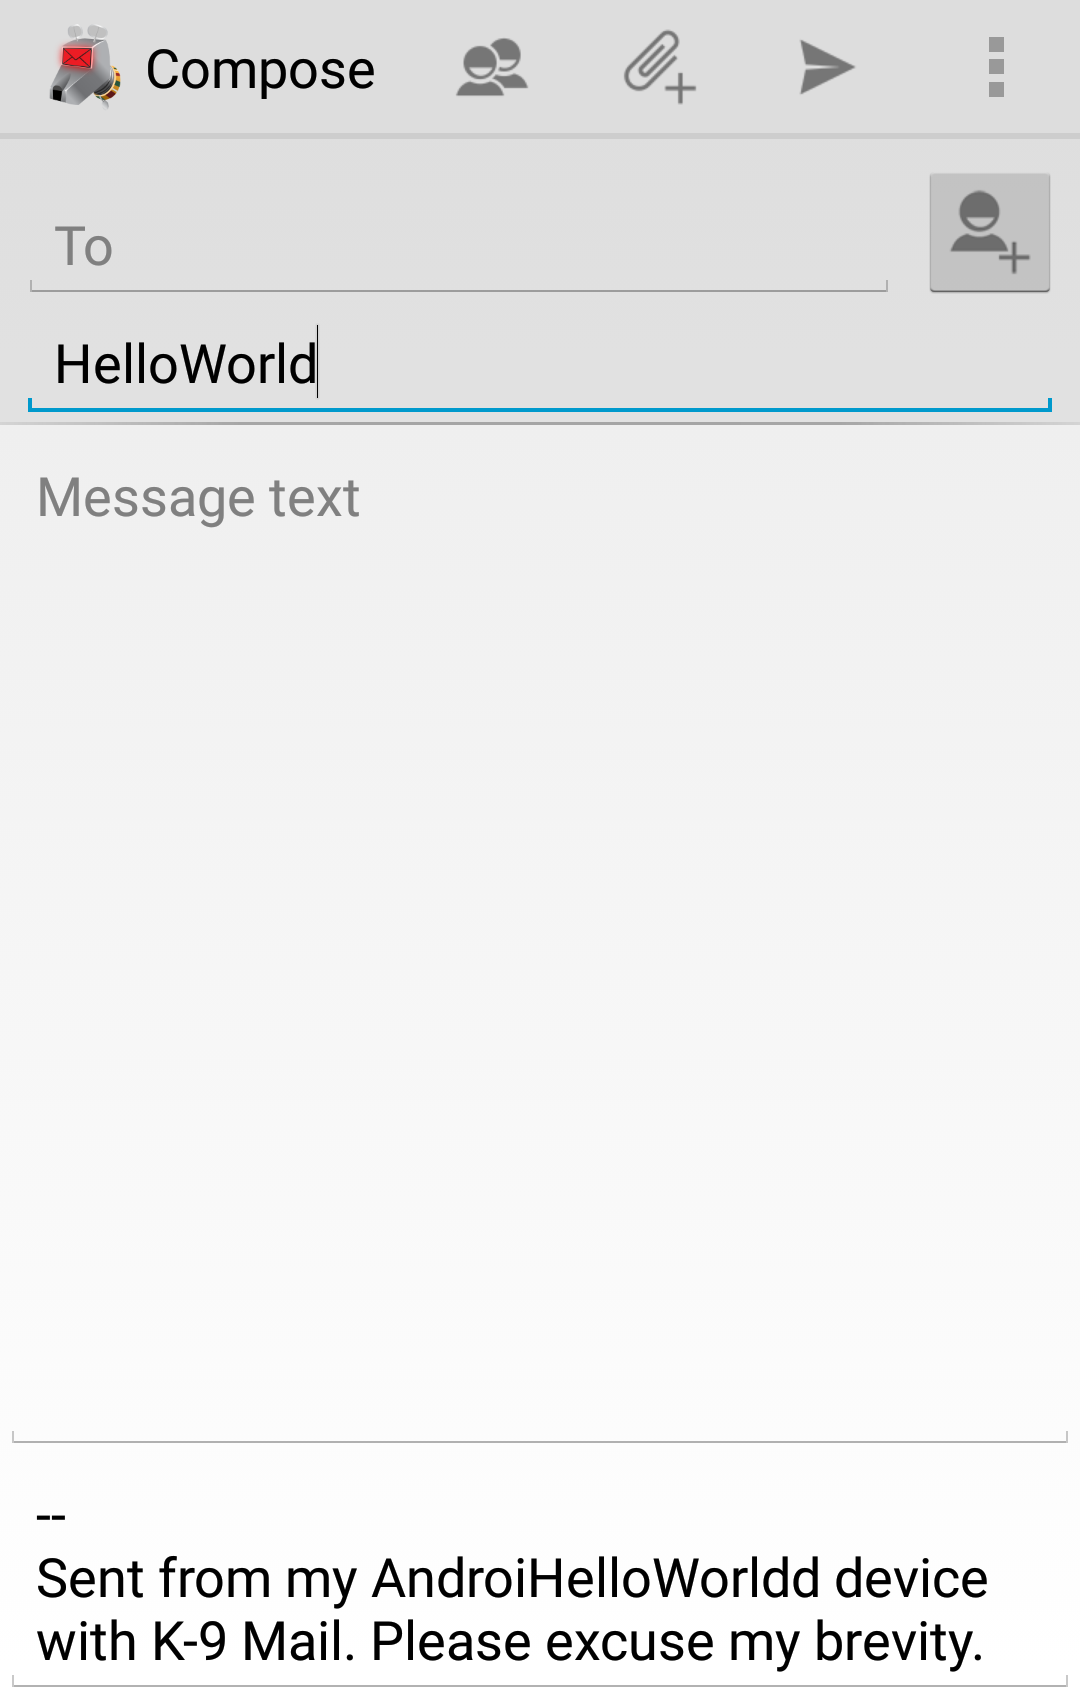 Compose
To
HelloWorld
Message text
--
Sent from my AndroiHelloWorldd device
with K-9 Mail. Please excuse my brevity.